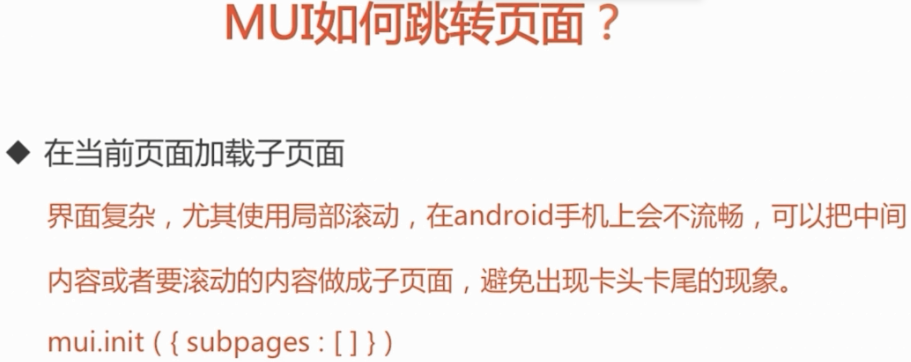 MUI如何跳转页面？
◆ 在当前页面加载子页面
界面复杂，尤其使用局部滚动，在android手机上会不流畅，可以把中间
内容或者要滚动的内容做成子页面，避免出现卡头卡尾的现象。
mui.init ( { subpages : [ ] } )